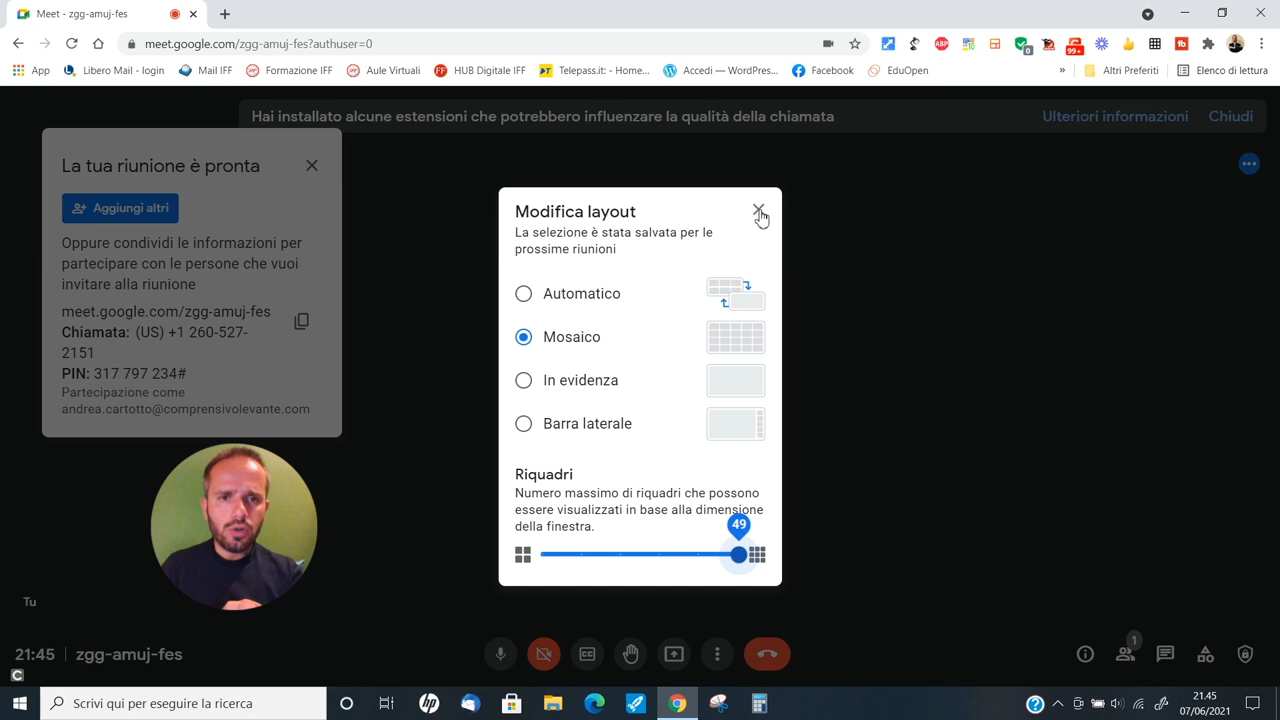 Meet - zgg-amuj-fes
meet.google.com/zgg-amuj-fes?authuser=0
App
Libero Mail - login
Mail IFF
Formazione IFF
Aule Virtuali
HUB Digitale IFF
Telepass.it: - Home...
Accedi — WordPres...
Facebook
EduOpen
»
Altri Preferiti
Elenco di lettura
Hai installato alcune estensioni che potrebbero influenzare la qualità della chiamata
Ulteriori informazioni
Chiudi
La tua riunione è pronta
Aggiungi altri
Oppure condividi le informazioni per
partecipare con le persone che vuoi
invitare alla riunione
meet.google.com/zgg-amuj-fes
Chiamata: (US) +1 260-527-
2151
PIN: 317 797 234#
Partecipazione come
andrea.cartotto@comprensivolevante.com
Modifica layout
La selezione è stata salvata per le
prossime riunioni
Automatico
Mosaico
In evidenza
Barra laterale
Riquadri
Numero massimo di riquadri che possono
essere visualizzati in base alla dimensione
della finestra.
49
Tu
21:45 | zgg-amuj-fes
1
Scrivi qui per eseguire la ricerca
21.45
07/06/2021
ABP
0
99+